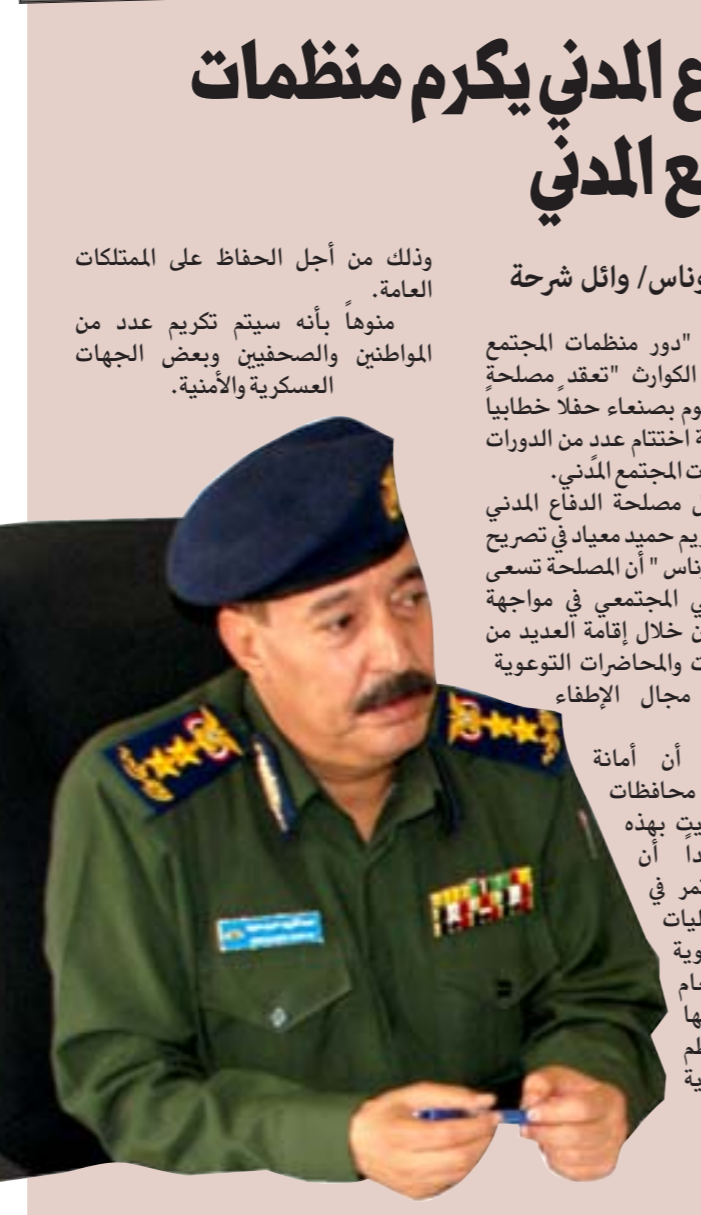 ع المدني يكرم منظمات
ع المدني
وناس/ وائل شرحة
"دور منظمات المجتمع
الكوارث "تعقد مصلحة
وم بصنعاء حفلاً خطابياً
ة اختتام عدد من الدورات
ت المجتمع المدني.
ل مصلحة الدفاع المدني
ريم حميد معياد في تصريح
وناس " أن المصلحة تسعى
ي المجتمعي في مواجهة
ن خلال إقامة العديد من
ت والمحاضرات التوعوية
مجال الإطفاء
أن أمانة
محافظات
يت بهذه
داً أن
مر في
ليات
وية
عام
ها
ظم
ية
وذلك من أجل الحفاظ على الممتلكات
العامة.
منوهاً بأنه سيتم تكريم عدد من
المواطنين والصحفيين وبعض الجهات
العسكرية والأمنية.